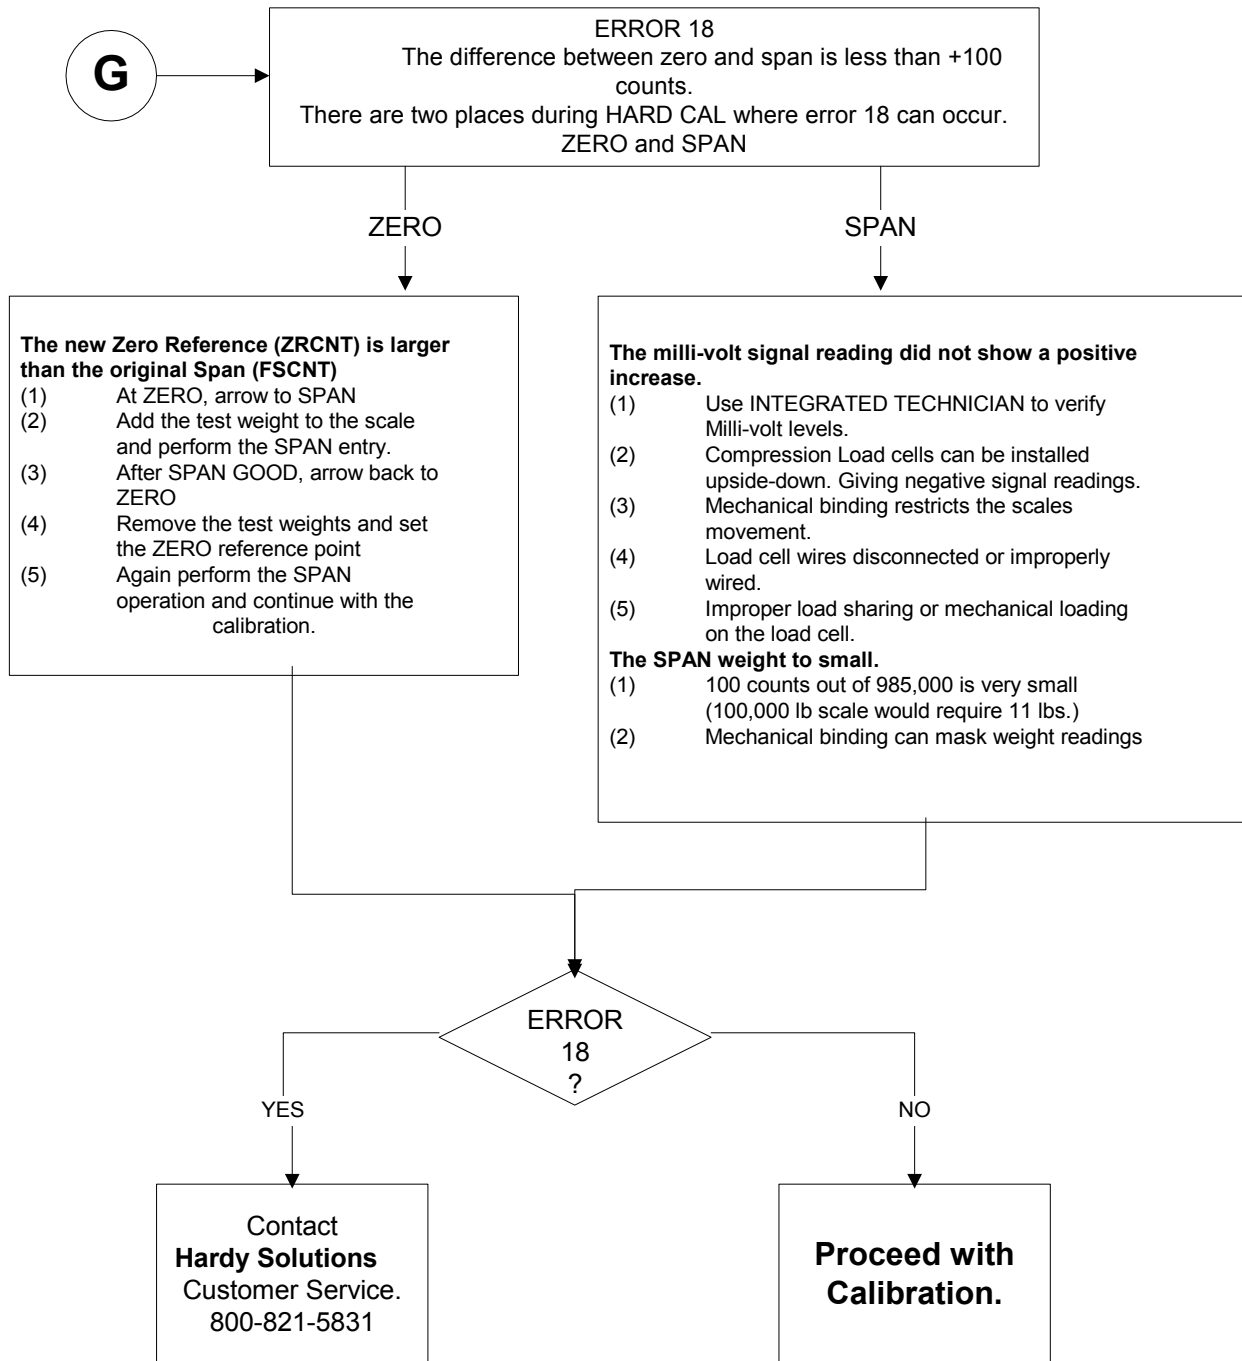 G
ERROR 18
The difference between zero and span is less than +100
counts.
There are two places during HARD CAL where error 18 can occur.
ZERO and SPAN
ZERO
SPAN
The new Zero Reference (ZRCNT) is larger
than the original Span (FSCNT)
(1) At ZERO, arrow to SPAN
(2) Add the test weight to the scale
and perform the SPAN entry.
(3) After SPAN GOOD, arrow back to
ZERO
(4) Remove the test weights and set
the ZERO reference point
(5) Again perform the SPAN
operation and continue with the
calibration.
The milli-volt signal reading did not show a positive
increase.
(1) Use INTEGRATED TECHNICIAN to verify
Milli-volt levels.
(2) Compression Load cells can be installed
upside-down. Giving negative signal readings.
(3) Mechanical binding restricts the scales
movement.
(4) Load cell wires disconnected or improperly
wired.
(5) Improper load sharing or mechanical loading
on the load cell.
The SPAN weight to small.
(1) 100 counts out of 985,000 is very small
(100,000 lb scale would require 11 lbs.)
(2) Mechanical binding can mask weight readings
ERROR
18
?
YES
NO
Contact
Hardy Solutions
Customer Service.
800-821-5831
Proceed with
Calibration.